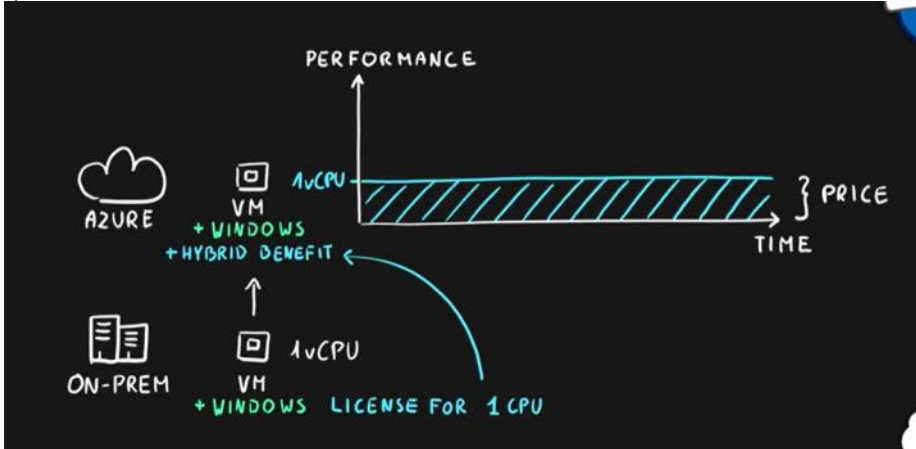 PERFORMANCE
1vCPU
PRICE
TIME
AZURE
VM
+ WINDOWS
+ HYBRID BENEFIT
ON-PREM
1vCPU
VM
+ WINDOWS LICENSE FOR 1 CPU